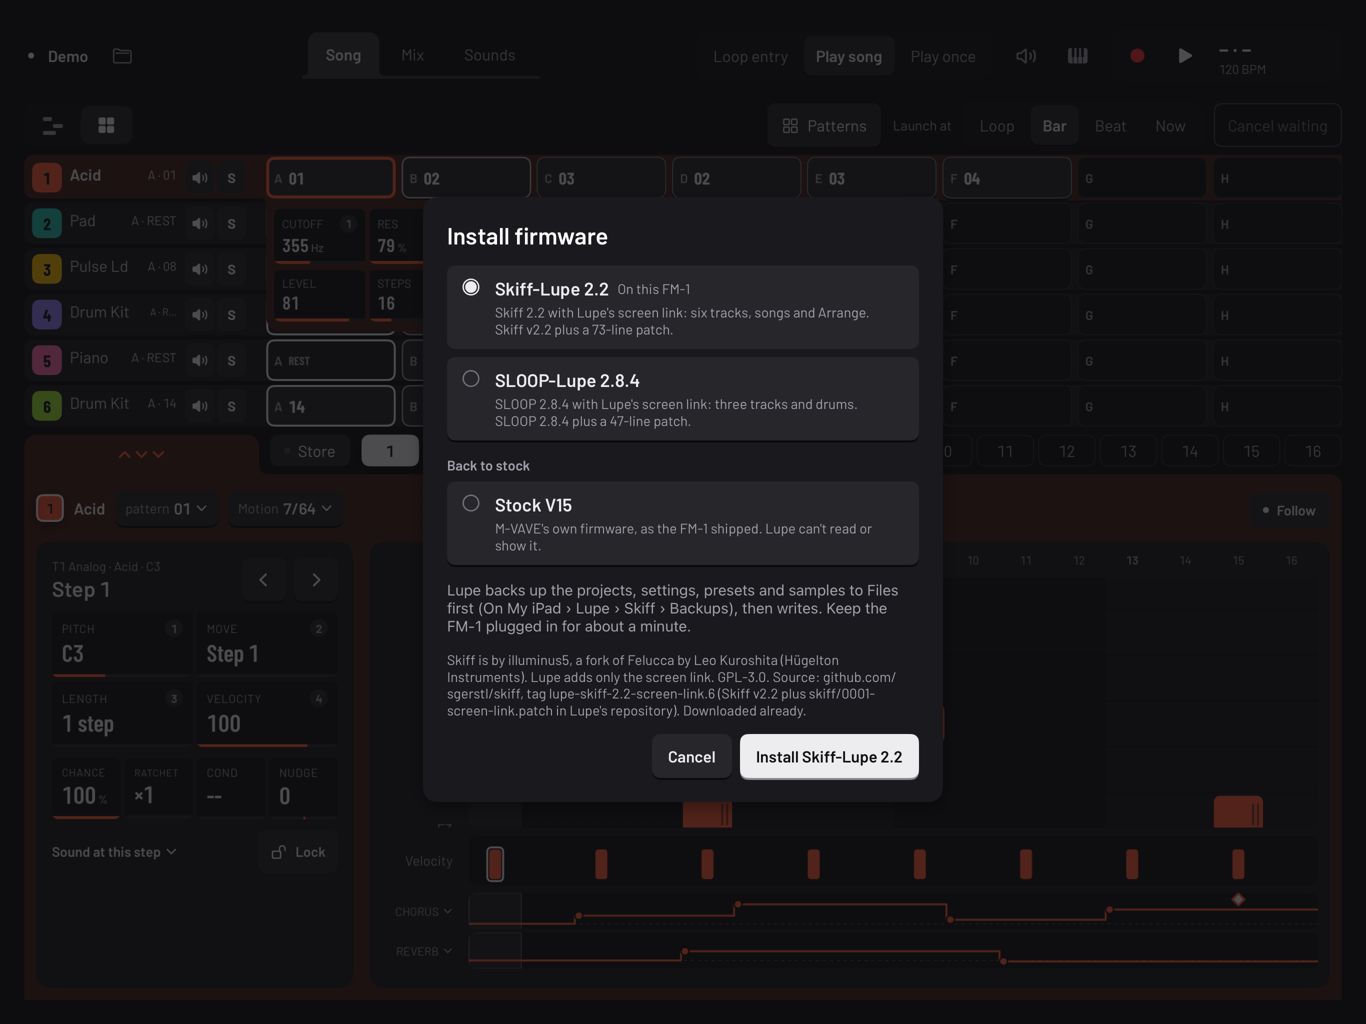 Demo
Song
Mix
Sounds
Loop entry
Play song
Play once
120 BPM
Patterns
Launch at
Loop
Bar
Beat
Now
Cancel waiting
1 Acid A · 01 S
A 01
B 02
C 03
D 02
E 03
F 04
G
H
2 Pad A · REST S
F
G
H
3 Pulse Ld A · 08 S
F
G
H
4 Drum Kit A · R... S
F
G
H
5 Piano A · REST S
A REST
B
F
G
H
6 Drum Kit A · 14 S
A 14
B
F
G
H
CUTOFF 1
355 Hz
RES
79 %
LEVEL
81
STEPS
16
Install firmware
Skiff-Lupe 2.2 On this FM-1
Skiff 2.2 with Lupe's screen link: six tracks, songs and Arrange.
Skiff v2.2 plus a 73-line patch.
SLOOP-Lupe 2.8.4
SLOOP 2.8.4 with Lupe's screen link: three tracks and drums.
SLOOP 2.8.4 plus a 47-line patch.
Back to stock
Stock V15
M-VAVE's own firmware, as the FM-1 shipped. Lupe can't read or
show it.
Lupe backs up the projects, settings, presets and samples to Files
first (On My iPad › Lupe › Skiff › Backups), then writes. Keep the
FM-1 plugged in for about a minute.
Skiff is by illuminus5, a fork of Felucca by Leo Kuroshita (Hügelton
Instruments). Lupe adds only the screen link. GPL-3.0. Source: github.com/
sgerstl/skiff, tag lupe-skiff-2.2-screen-link.6 (Skiff v2.2 plus skiff/0001-
screen-link.patch in Lupe's repository). Downloaded already.
Cancel
Install Skiff-Lupe 2.2
Store
1
0
11
12
13
14
15
16
1 Acid
pattern 01
Motion 7/64
Follow
T1 Analog · Acid · C3
Step 1
PITCH 1
C3
MOVE 2
Step 1
LENGTH 3
1 step
VELOCITY 4
100
CHANCE
100 %
RATCHET
×1
COND
--
NUDGE
0
Sound at this step
Lock
10
11
12
13
14
15
16
Velocity
CHORUS
REVERB